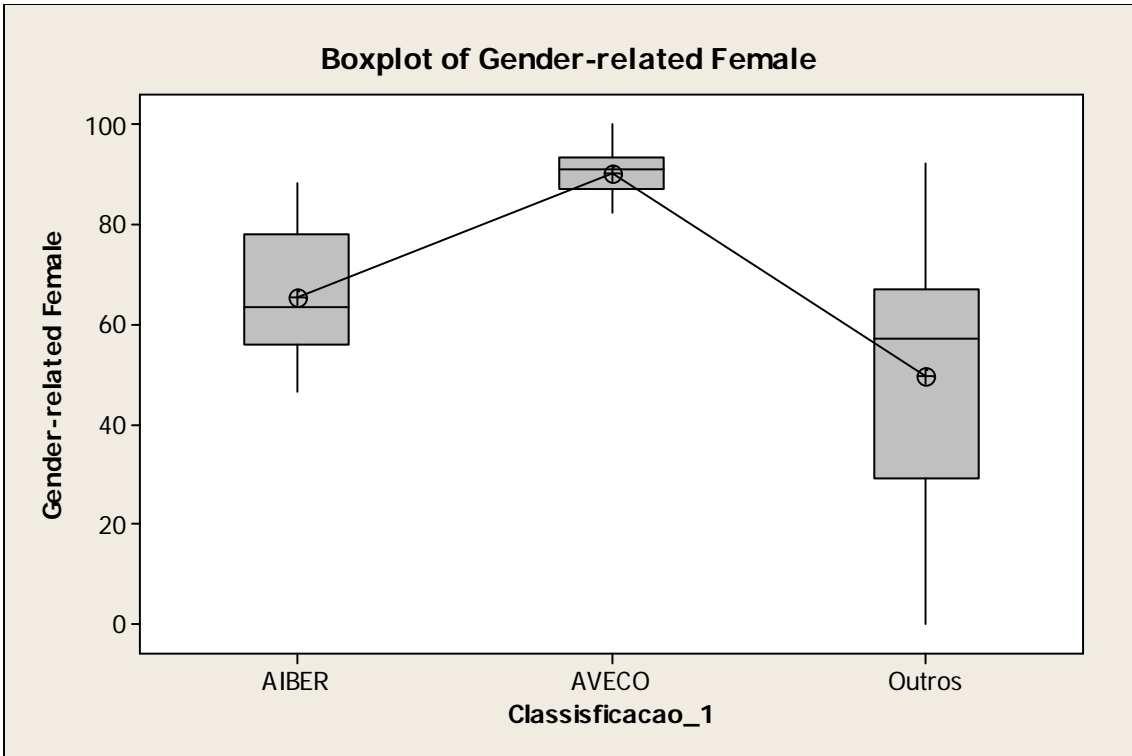 Boxplot of Gender-related Female
Gender-related Female
100
80
60
40
20
0
AIBER AVECO Outros
Classisficacao_1